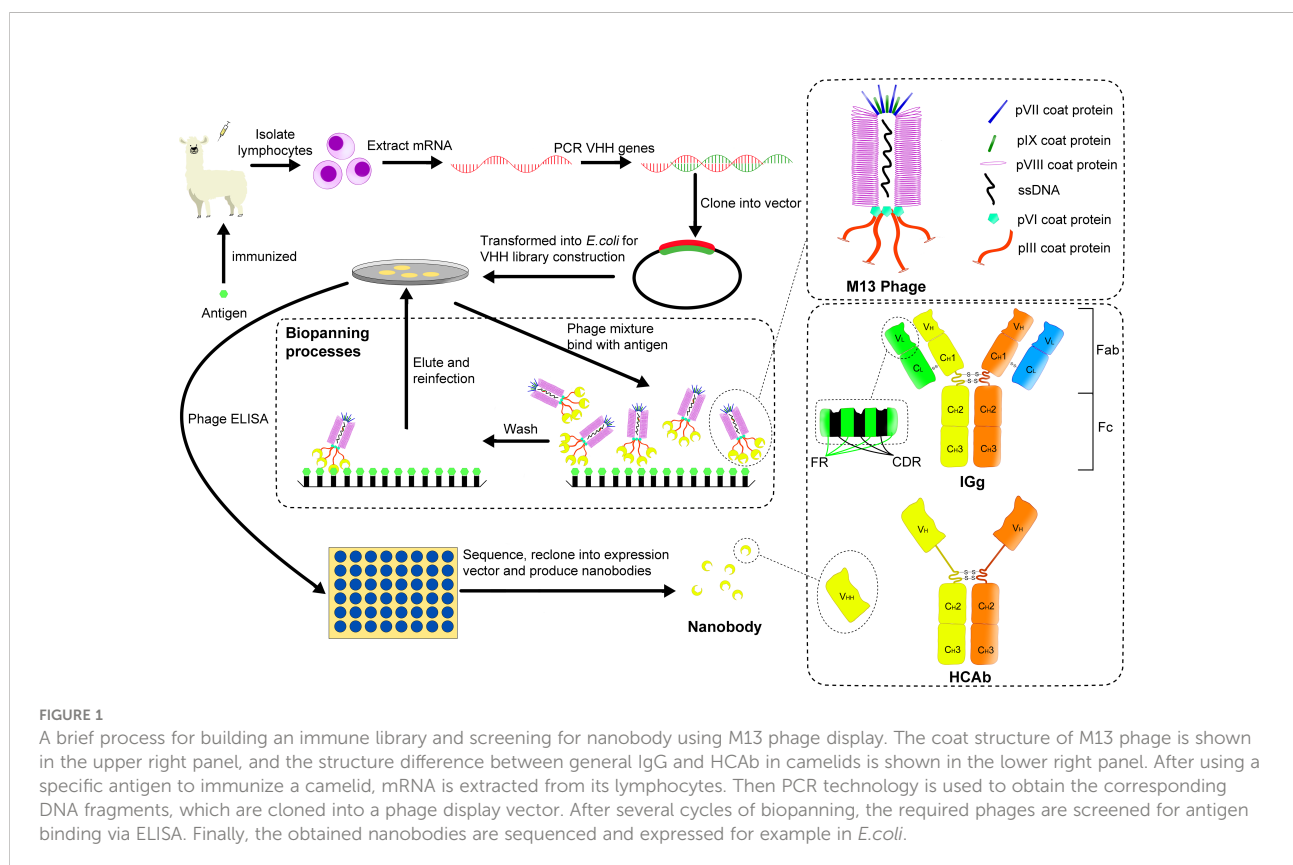 Isolate
lymphocytes
Extract mRNA
PCR VHH genes
Clone into vector
Transformed into E.coli for
VHH library construction
immunized
Antigen
Biopanning
processes
Elute and
reinfection
Phage mixture
bind with antigen
Wash
Phage ELISA
Sequence, reclone into expression
vector and produce nanobodies
Nanobody
pVII coat protein
pIX coat protein
pVIII coat protein
ssDNA
pVI coat protein
pIII coat protein
M13 Phage
VL
VH
VH
VL
CL
CH1
CH1
CL
s s
s s
S S
S S
CH2
CH2
CH3
CH3
Fab
Fc
FR
CDR
IGg
VH
VH
S S
S S
CH2
CH2
CH3
CH3
VHH
HCAb
FIGURE 1
A brief process for building an immune library and screening for nanobody using M13 phage display. The coat structure of M13 phage is shown
in the upper right panel, and the structure difference between general IgG and HCAb in camelids is shown in the lower right panel. After using a
specific antigen to immunize a camelid, mRNA is extracted from its lymphocytes. Then PCR technology is used to obtain the corresponding
DNA fragments, which are cloned into a phage display vector. After several cycles of biopanning, the required phages are screened for antigen
binding via ELISA. Finally, the obtained nanobodies are sequenced and expressed for example in E.coli.